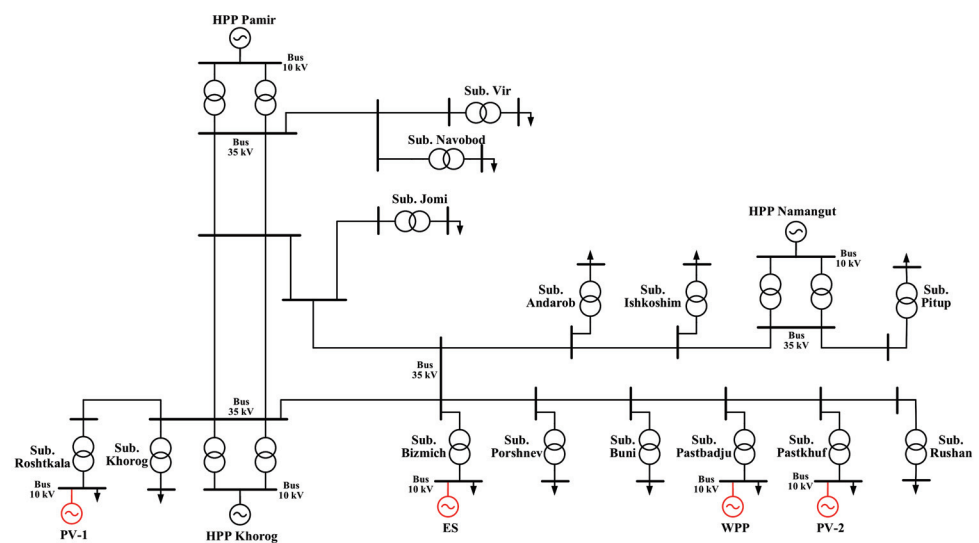 HPP Pamir
Bus
10 kV
Sub. Vir
Bus
35 kV
Sub. Navobod
Sub. Jomi
HPP Namangut
Bus
10 kV
Sub.
Andarob
Sub.
Ishkoshim
Sub.
Pitup
Bus
35 kV
Bus
35 kV
Bus
35 kV
Sub.
Roshtkala
Sub.
Khorog
Sub.
Bizmich
Sub.
Porshnev
Sub.
Buni
Sub.
Pastbadju
Sub.
Pastkhuf
Sub.
Rushan
Bus
10 kV
Bus
10 kV
Bus
10 kV
Bus
10 kV
Bus
10 kV
PV-1
HPP Khorog
ES
WPP
PV-2